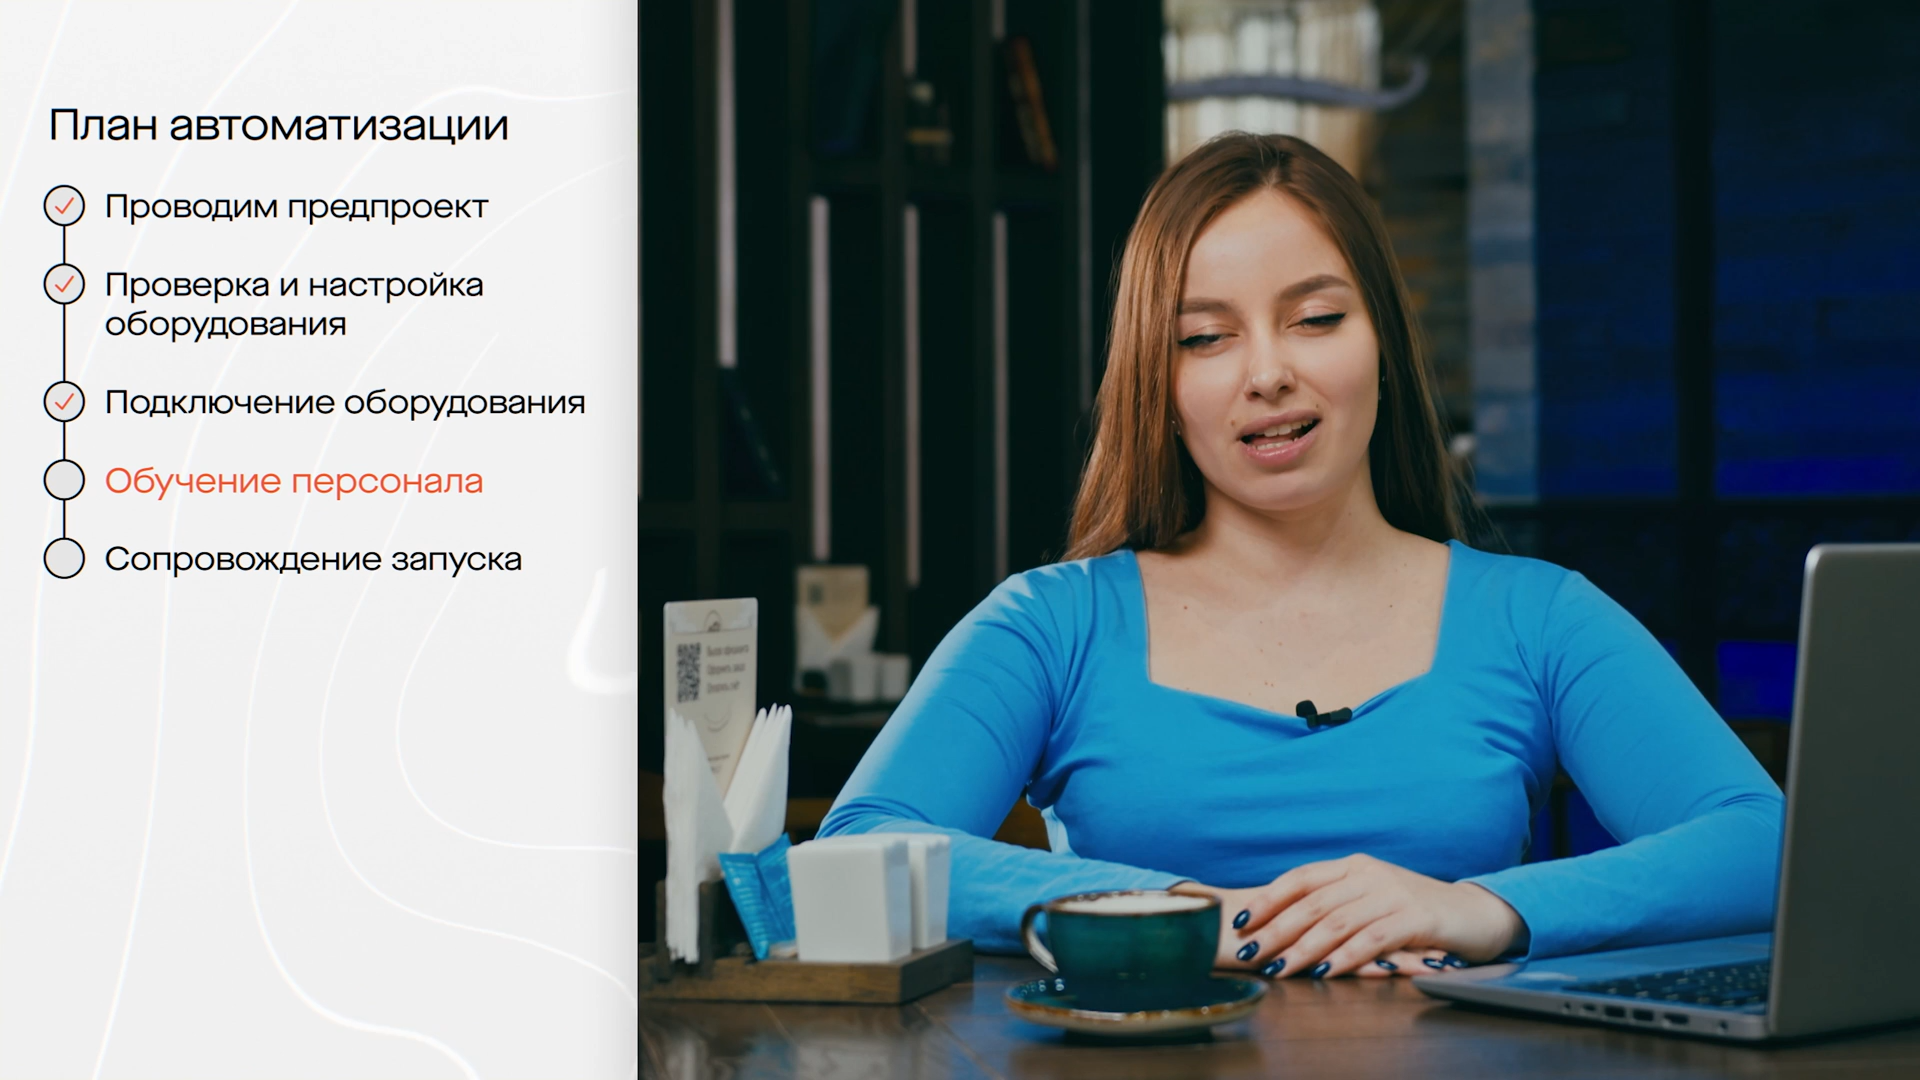 План автоматизации
Проводим предпроект
Проверка и настройка
оборудования
Подключение оборудования
Обучение персонала
Сопровождение запуска